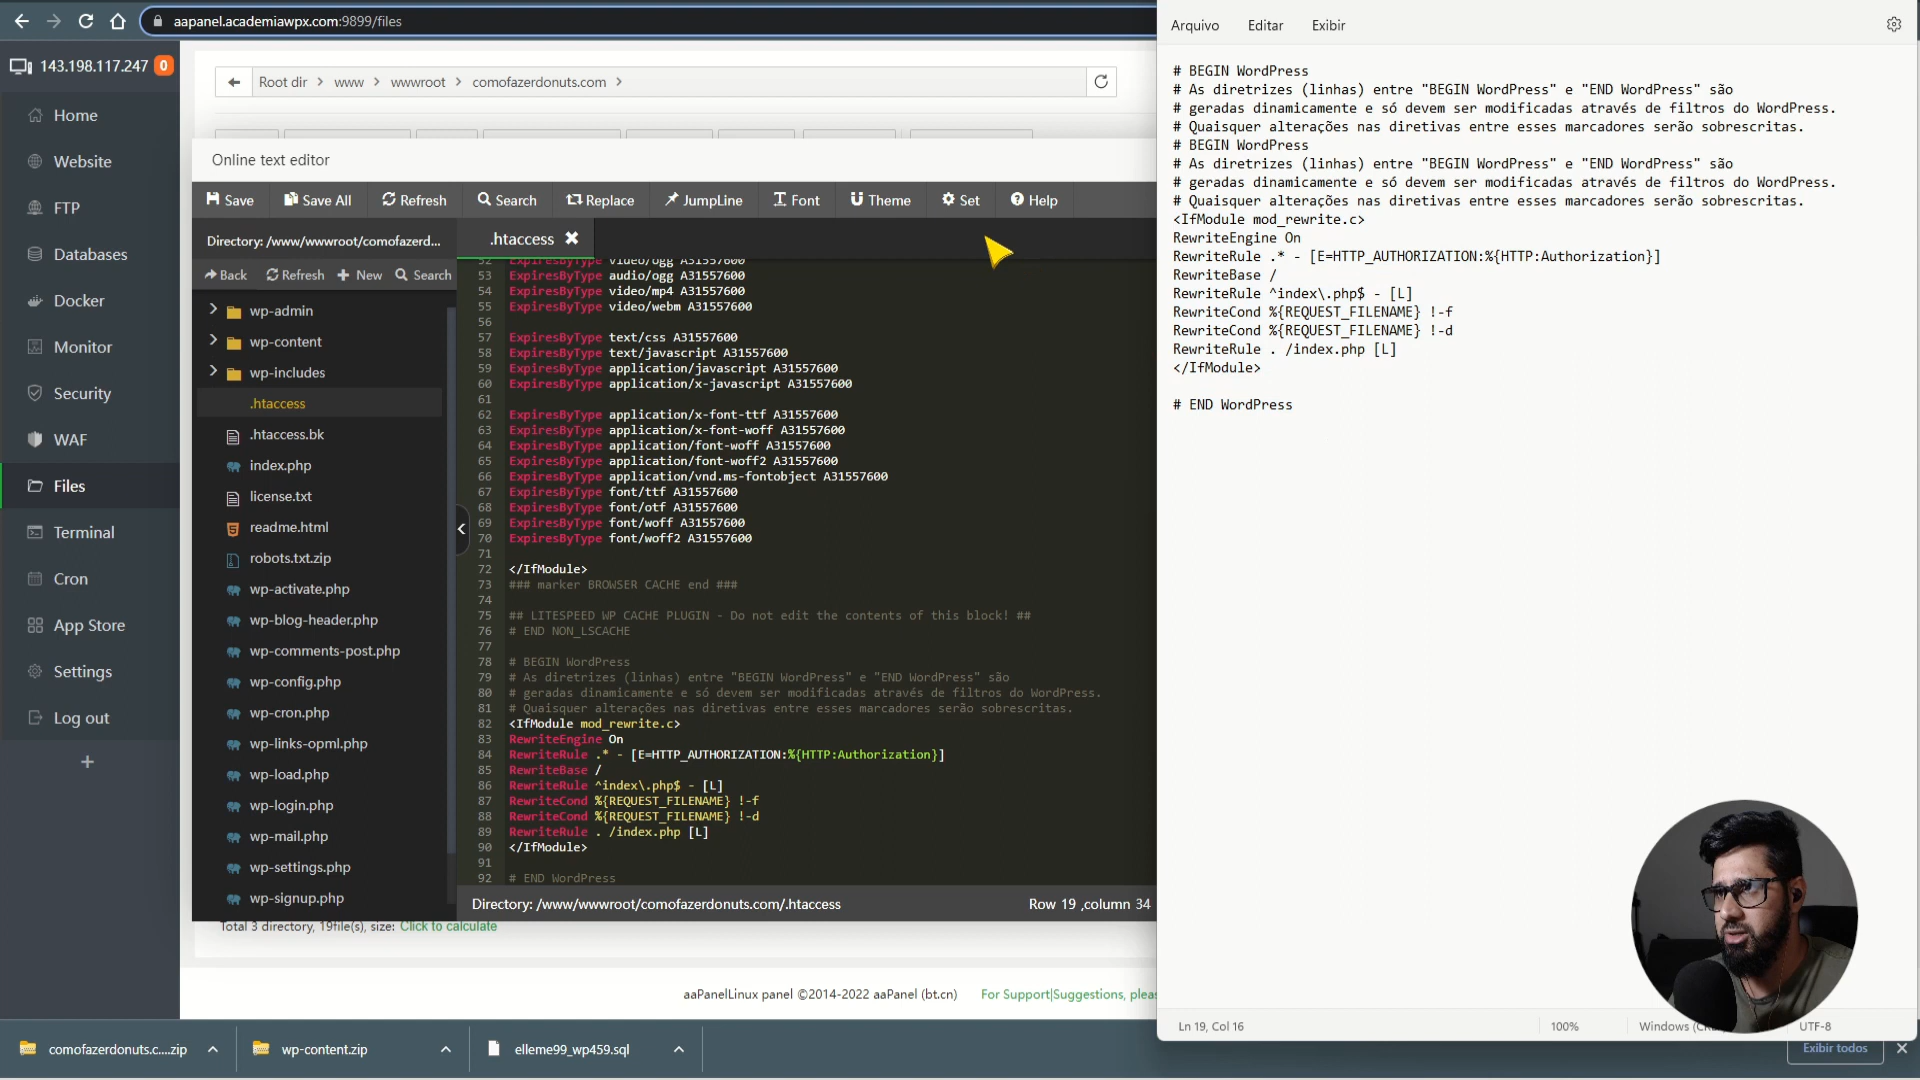 aapanel.academiawpx.com:9899/files
143.198.117.247 0
Home
Website
FTP
Databases
Docker
Monitor
Security
WAF
Files
Terminal
Cron
App Store
Settings
Log out
Root dir > www > wwwroot > comofazerdonuts.com >
Online text editor
Save Save All Refresh Search Replace JumpLine Font Theme Set Help
Directory: /www/wwwroot/comofazerd...
.htaccess
Back Refresh New Search
wp-admin
wp-content
wp-includes
.htaccess
.htaccess.bk
index.php
license.txt
readme.html
robots.txt.zip
wp-activate.php
wp-blog-header.php
wp-comments-post.php
wp-config.php
wp-cron.php
wp-links-opml.php
wp-load.php
wp-login.php
wp-mail.php
wp-settings.php
wp-signup.php
52 ExpiresByType video/ogg A31557600
53 ExpiresByType audio/ogg A31557600
54 ExpiresByType video/mp4 A31557600
55 ExpiresByType video/webm A31557600
56
57 ExpiresByType text/css A31557600
58 ExpiresByType text/javascript A31557600
59 ExpiresByType application/javascript A31557600
60 ExpiresByType application/x-javascript A31557600
61
62 ExpiresByType application/x-font-ttf A31557600
63 ExpiresByType application/x-font-woff A31557600
64 ExpiresByType application/font-woff A31557600
65 ExpiresByType application/font-woff2 A31557600
66 ExpiresByType application/vnd.ms-fontobject A31557600
67 ExpiresByType font/ttf A31557600
68 ExpiresByType font/otf A31557600
69 ExpiresByType font/woff A31557600
70 ExpiresByType font/woff2 A31557600
71
72 </IfModule>
73 ### marker BROWSER CACHE end ###
74
75 ## LITESPEED WP CACHE PLUGIN - Do not edit the contents of this block! ##
76 # END NON_LSCACHE
77
78 # BEGIN WordPress
79 # As diretrizes (linhas) entre "BEGIN WordPress" e "END WordPress" são
80 # geradas dinamicamente e só devem ser modificadas através de filtros do WordPress.
81 # Quaisquer alterações nas diretivas entre esses marcadores serão sobrescritas.
82 <IfModule mod_rewrite.c>
83 RewriteEngine On
84 RewriteRule .* - [E=HTTP_AUTHORIZATION:%{HTTP:Authorization}]
85 RewriteBase /
86 RewriteRule ^index\.php$ - [L]
87 RewriteCond %{REQUEST_FILENAME} !-f
88 RewriteCond %{REQUEST_FILENAME} !-d
89 RewriteRule . /index.php [L]
90 </IfModule>
91
92 # END WordPress
Directory: /www/wwwroot/comofazerdonuts.com/.htaccess Row 19 ,column 34
Total 3 directory, 19file(s), size: Click to calculate
aaPanelLinux panel ©2014-2022 aaPanel (bt.cn) For Support|Suggestions, pleas
comofazerdonuts.c....zip wp-content.zip elleme99_wp459.sql
Arquivo Editar Exibir
# BEGIN WordPress
# As diretrizes (linhas) entre "BEGIN WordPress" e "END WordPress" são
# geradas dinamicamente e só devem ser modificadas através de filtros do WordPress.
# Quaisquer alterações nas diretivas entre esses marcadores serão sobrescritas.
# BEGIN WordPress
# As diretrizes (linhas) entre "BEGIN WordPress" e "END WordPress" são
# geradas dinamicamente e só devem ser modificadas através de filtros do WordPress.
# Quaisquer alterações nas diretivas entre esses marcadores serão sobrescritas.
<IfModule mod_rewrite.c>
RewriteEngine On
RewriteRule .* - [E=HTTP_AUTHORIZATION:%{HTTP:Authorization}]
RewriteBase /
RewriteRule ^index\.php$ - [L]
RewriteCond %{REQUEST_FILENAME} !-f
RewriteCond %{REQUEST_FILENAME} !-d
RewriteRule . /index.php [L]
</IfModule>

# END WordPress
Ln 19, Col 16 100% Windows UTF-8
Exibir todos